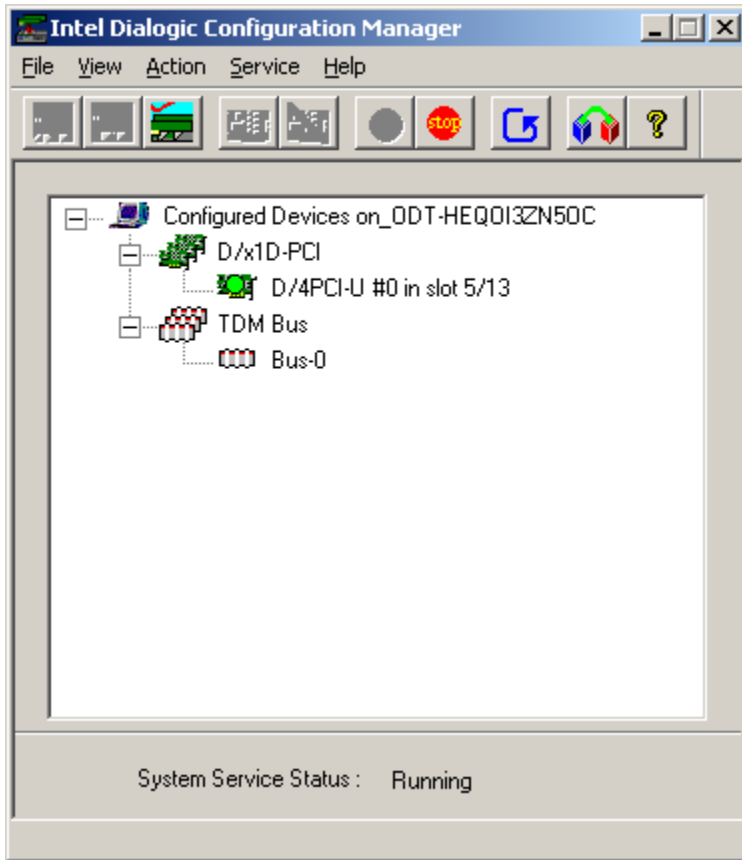 Intel Dialogic Configuration Manager
File View Action Service Help
stop
?
Configured Devices on_ODT-HEQOI3ZN5OC
D/x1D-PCI
D/4PCI-U #0 in slot 5/13
TDM Bus
Bus-0
System Service Status : Running